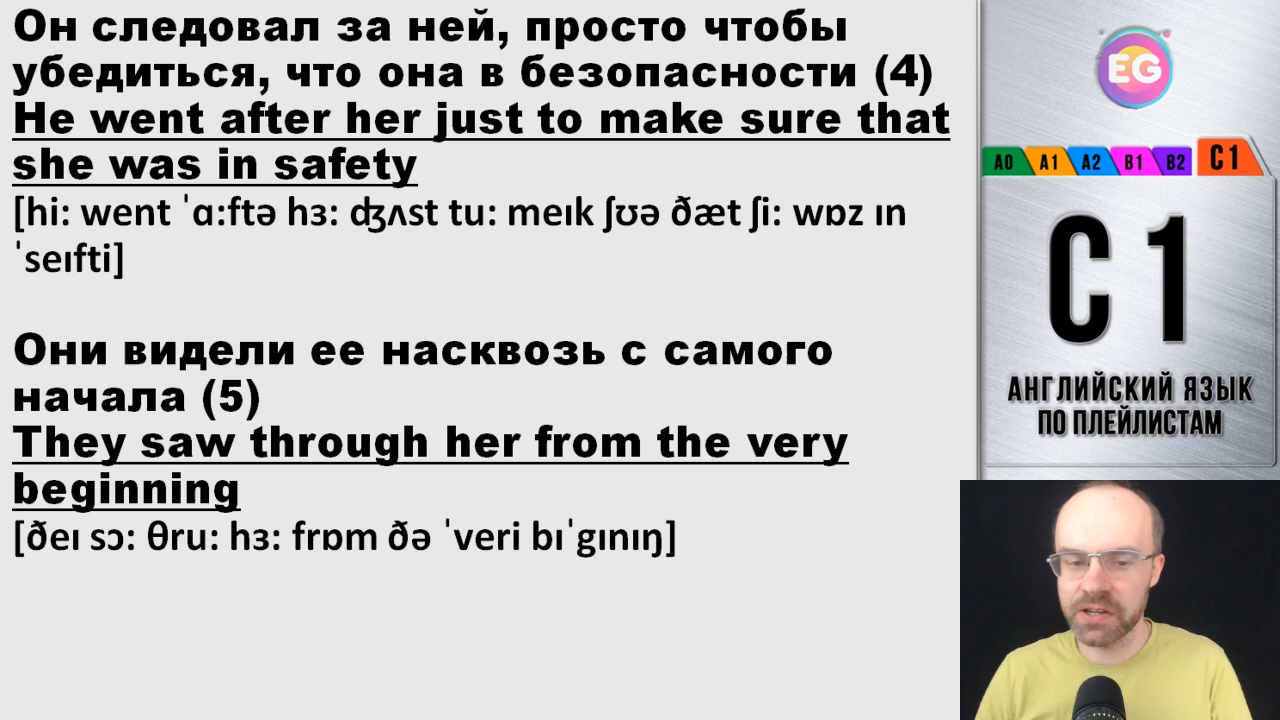 Он следовал за ней, просто чтобы
убедиться, что она в безопасности (4)
He went after her just to make sure that
she was in safety
[hi: went ˈɑ:ftə hɜ: ʤʌst tu: meɪk ʃʊə ðæt ʃi: wɒz ɪn
ˈseɪfti]
Они видели ее насквозь с самого
начала (5)
They saw through her from the very
beginning
[ðeɪ sɔ: θru: hɜ: frɒm ðə ˈveri bɪˈgɪnɪŋ]
EG
A0 A1 A2 B1 B2 C1
C1
АНГЛИЙСКИЙ ЯЗЫК
ПО ПЛЕЙЛИСТАМ